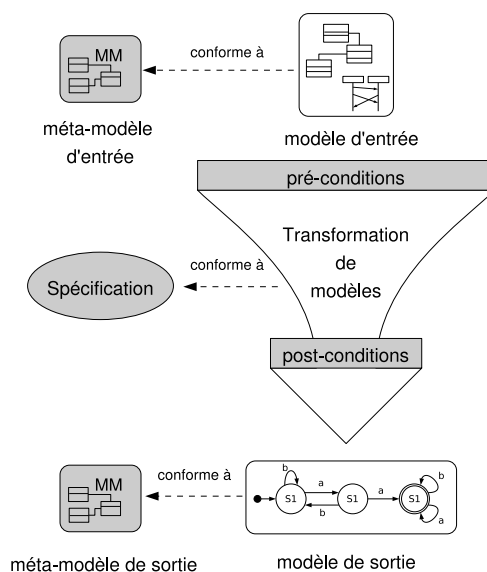 MM
conforme à
méta-modèle
d'entrée
modèle d'entrée
pré-conditions
Transformation
de
modèles
conforme à
Spécification
post-conditions
MM
conforme à
b
S1
a
b
S1
a
S1
b
a
méta-modèle de sortie
modèle de sortie